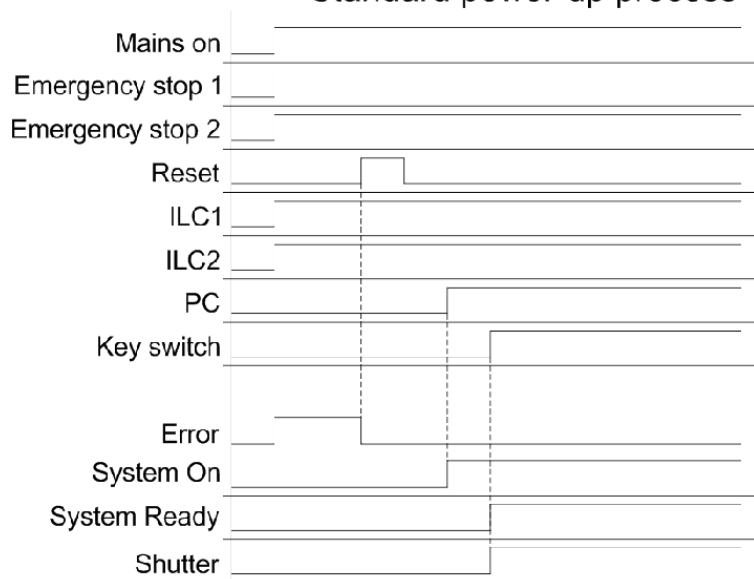 Standard power-up process
Mains on
Emergency stop 1
Emergency stop 2
Reset
ILC1
ILC2
PC
Key switch
Error
System On
System Ready
Shutter